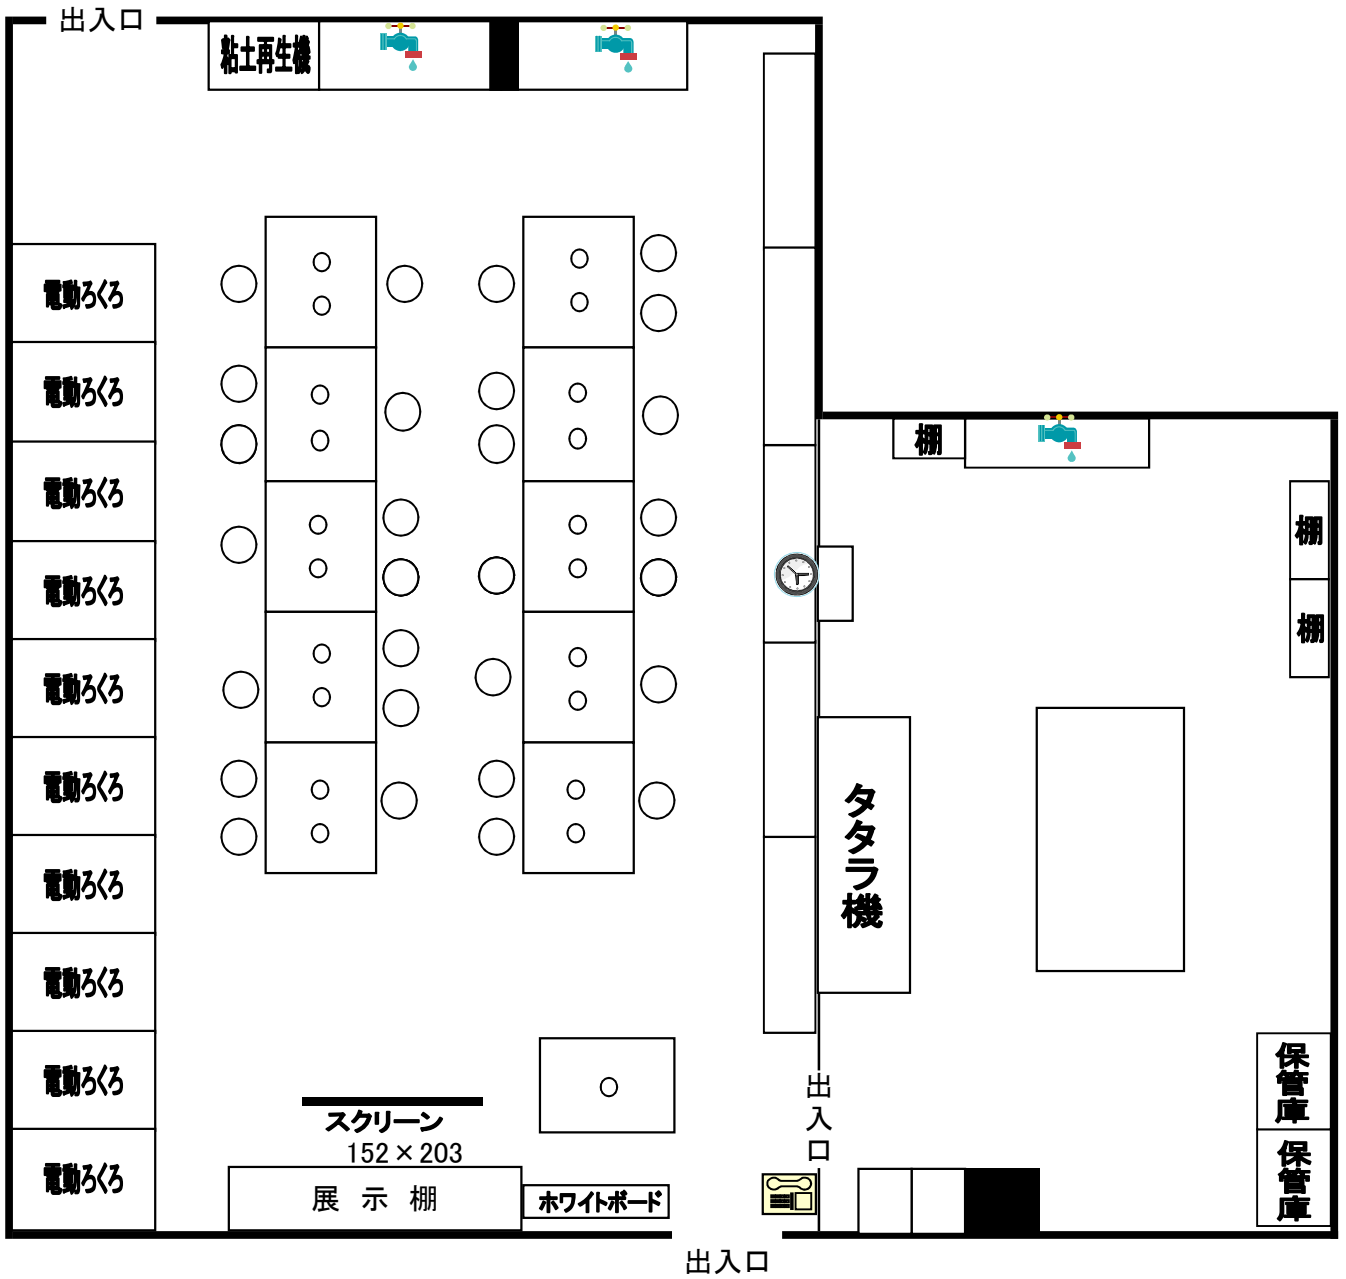 出入口
粘土再生機
電動ろくろ
電動ろくろ
電動ろくろ
電動ろくろ
電動ろくろ
電動ろくろ
電動ろくろ
電動ろくろ
電動ろくろ
電動ろくろ
棚
棚
棚
タタラ機
保管庫
保管庫
出入口
スクリーン
152×203
展示棚
ホワイトボード
出入口